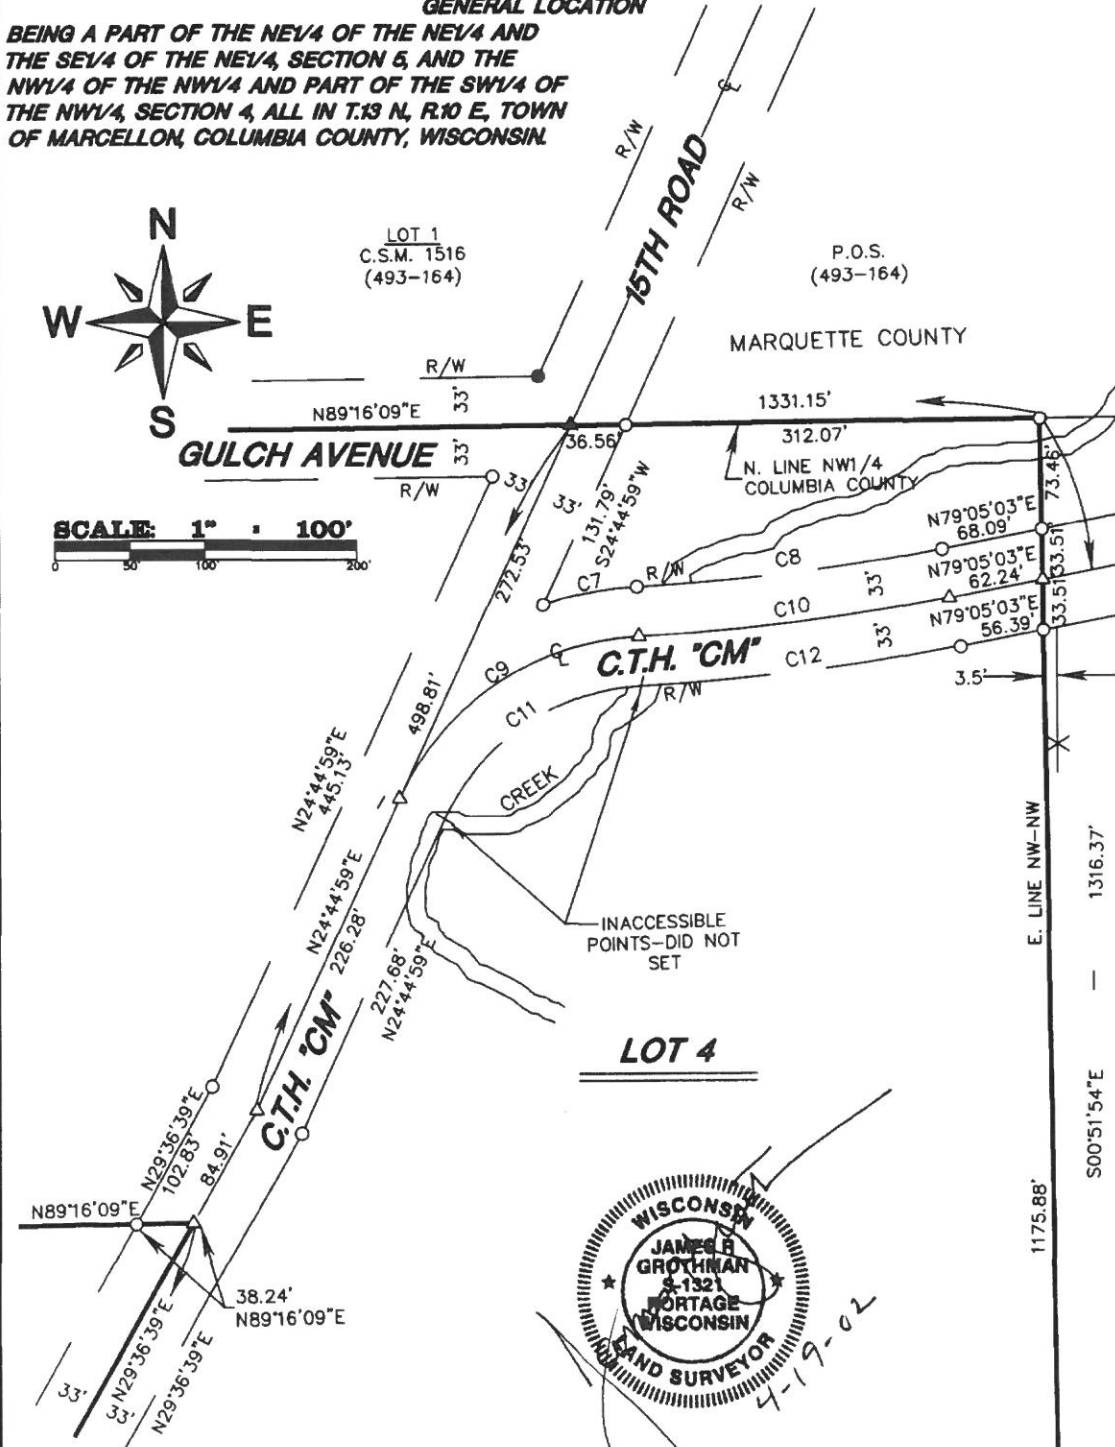 GENERAL LOCATION
BEING A PART OF THE NE1/4 OF THE NE1/4 AND
THE SE1/4 OF THE NE1/4, SECTION 5, AND THE
NW1/4 OF THE NW1/4 AND PART OF THE SW1/4 OF
THE NW1/4, SECTION 4, ALL IN T.13 N., R.10 E., TOWN
OF MARCELLON, COLUMBIA COUNTY, WISCONSIN.
N
W
E
S
LOT 1
C.S.M. 1516
(493-164)
R/W
℄
R/W
15TH ROAD
P.O.S.
(493-164)
MARQUETTE COUNTY
R/W
33'
N89°16'09"E
33'
GULCH AVENUE
R/W
1331.15'
36.56'
312.07'
N. LINE NW1/4
COLUMBIA COUNTY
SCALE: 1" = 100'
0 50 100 200'
33'
33'
131.79'
S24°44'59"W
272.53'
73.46'
N79°05'03"E
68.09'
33.51'
N79°05'03"E
62.24'
33.51'
N79°05'03"E
56.39'
3.5'
C7
R/W
C8
33'
C10
33'
C9
℄
C.T.H. "CM"
C12
C11
R/W
498.81'
CREEK
N24°44'59"E
445.13'
N24°44'59"E
226.28'
227.68'
N24°44'59"E
INACCESSIBLE
POINTS-DID NOT
SET
E. LINE NW-NW
1316.37'
S00°51'54"E
1175.88'
C.T.H. "CM"
LOT 4
N29°36'39"E
102.83'
84.91'
N89°16'09"E
38.24'
N89°16'09"E
N29°36'39"E
N29°36'39"E
33'
33'
WISCONSIN
JAMES R
GROTHMAN
S-1321
PORTAGE
WISCONSIN
LAND SURVEYOR
4-19-02